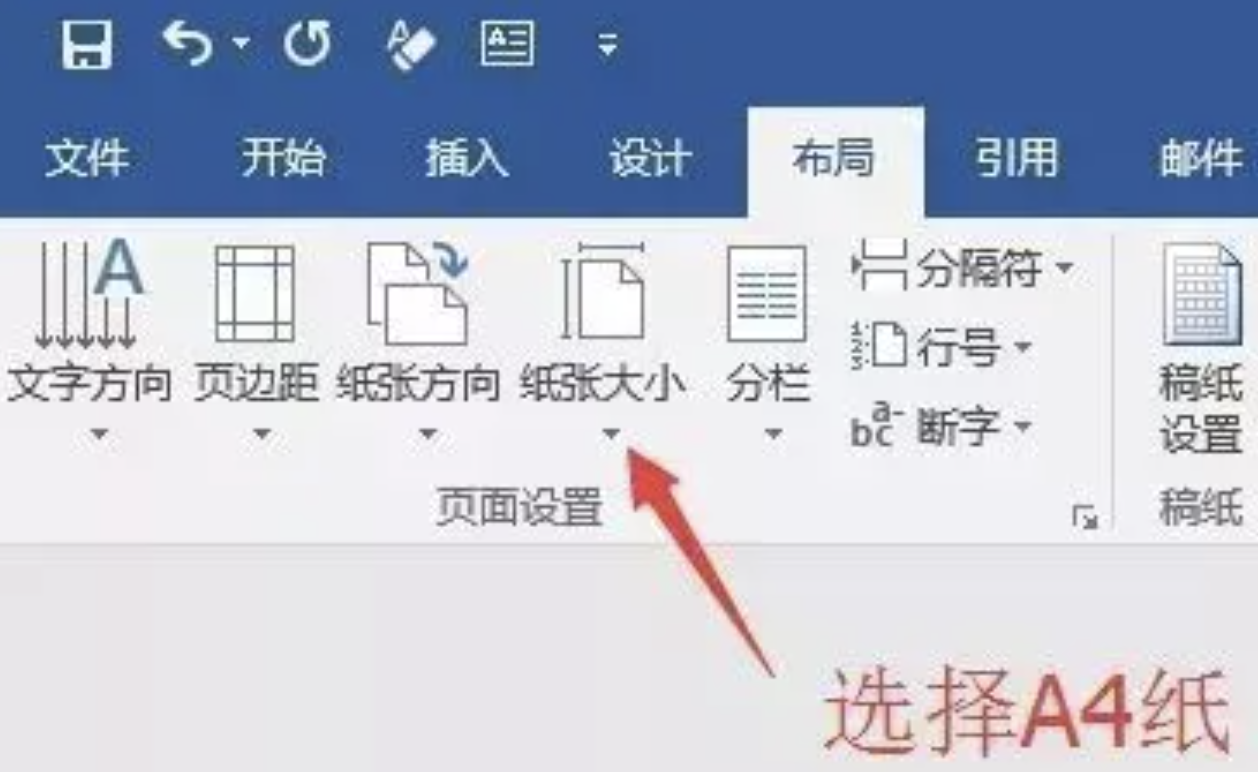 文件 开始 插入 设计 布局 引用 邮件
文字方向 页边距 纸张方向 纸张大小 分栏
分隔符
行号
断字
稿纸
设置
页面设置 稿纸
选择A4纸